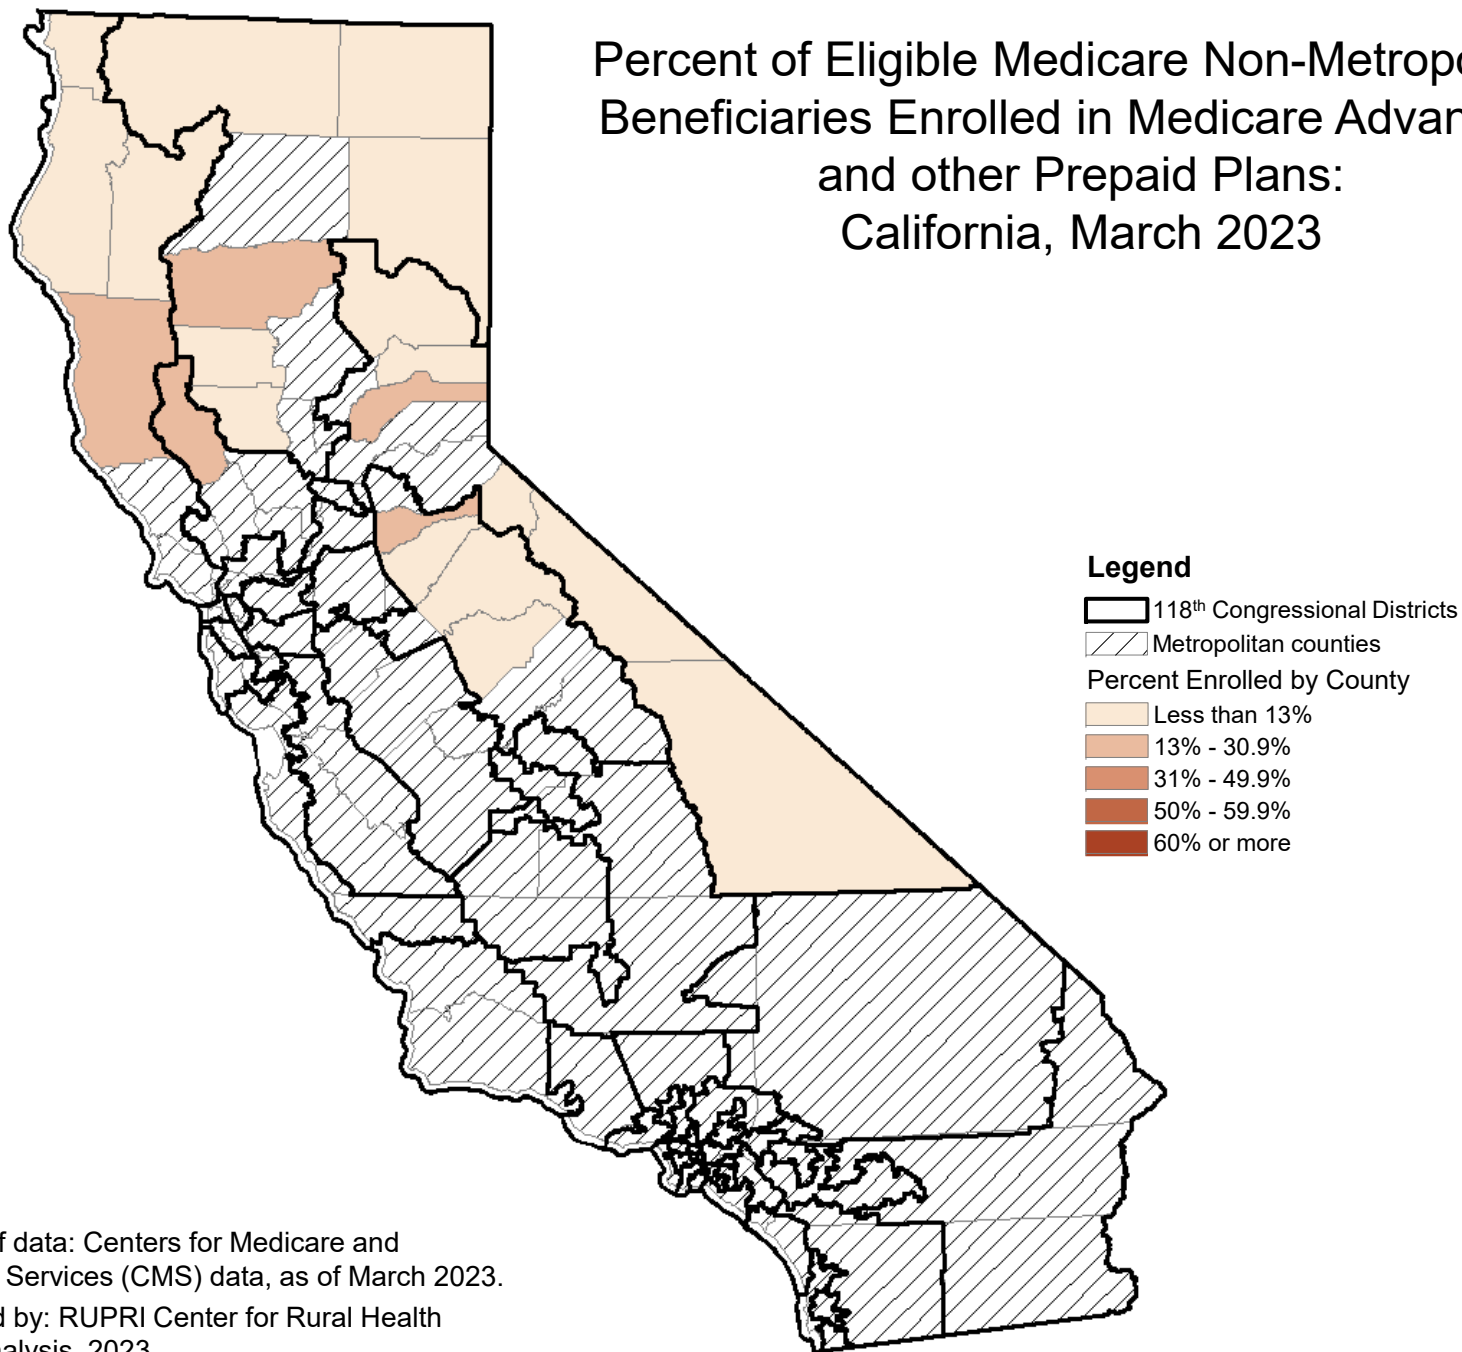 Percent of Eligible Medicare Non-Metropo
Beneficiaries Enrolled in Medicare Advan
and other Prepaid Plans:
California, March 2023
Legend
118th Congressional Districts
Metropolitan counties
Percent Enrolled by County
Less than 13%
13% - 30.9%
31% - 49.9%
50% - 59.9%
60% or more
f data: Centers for Medicare and
Services (CMS) data, as of March 2023.
d by: RUPRI Center for Rural Health
nalysis, 2023